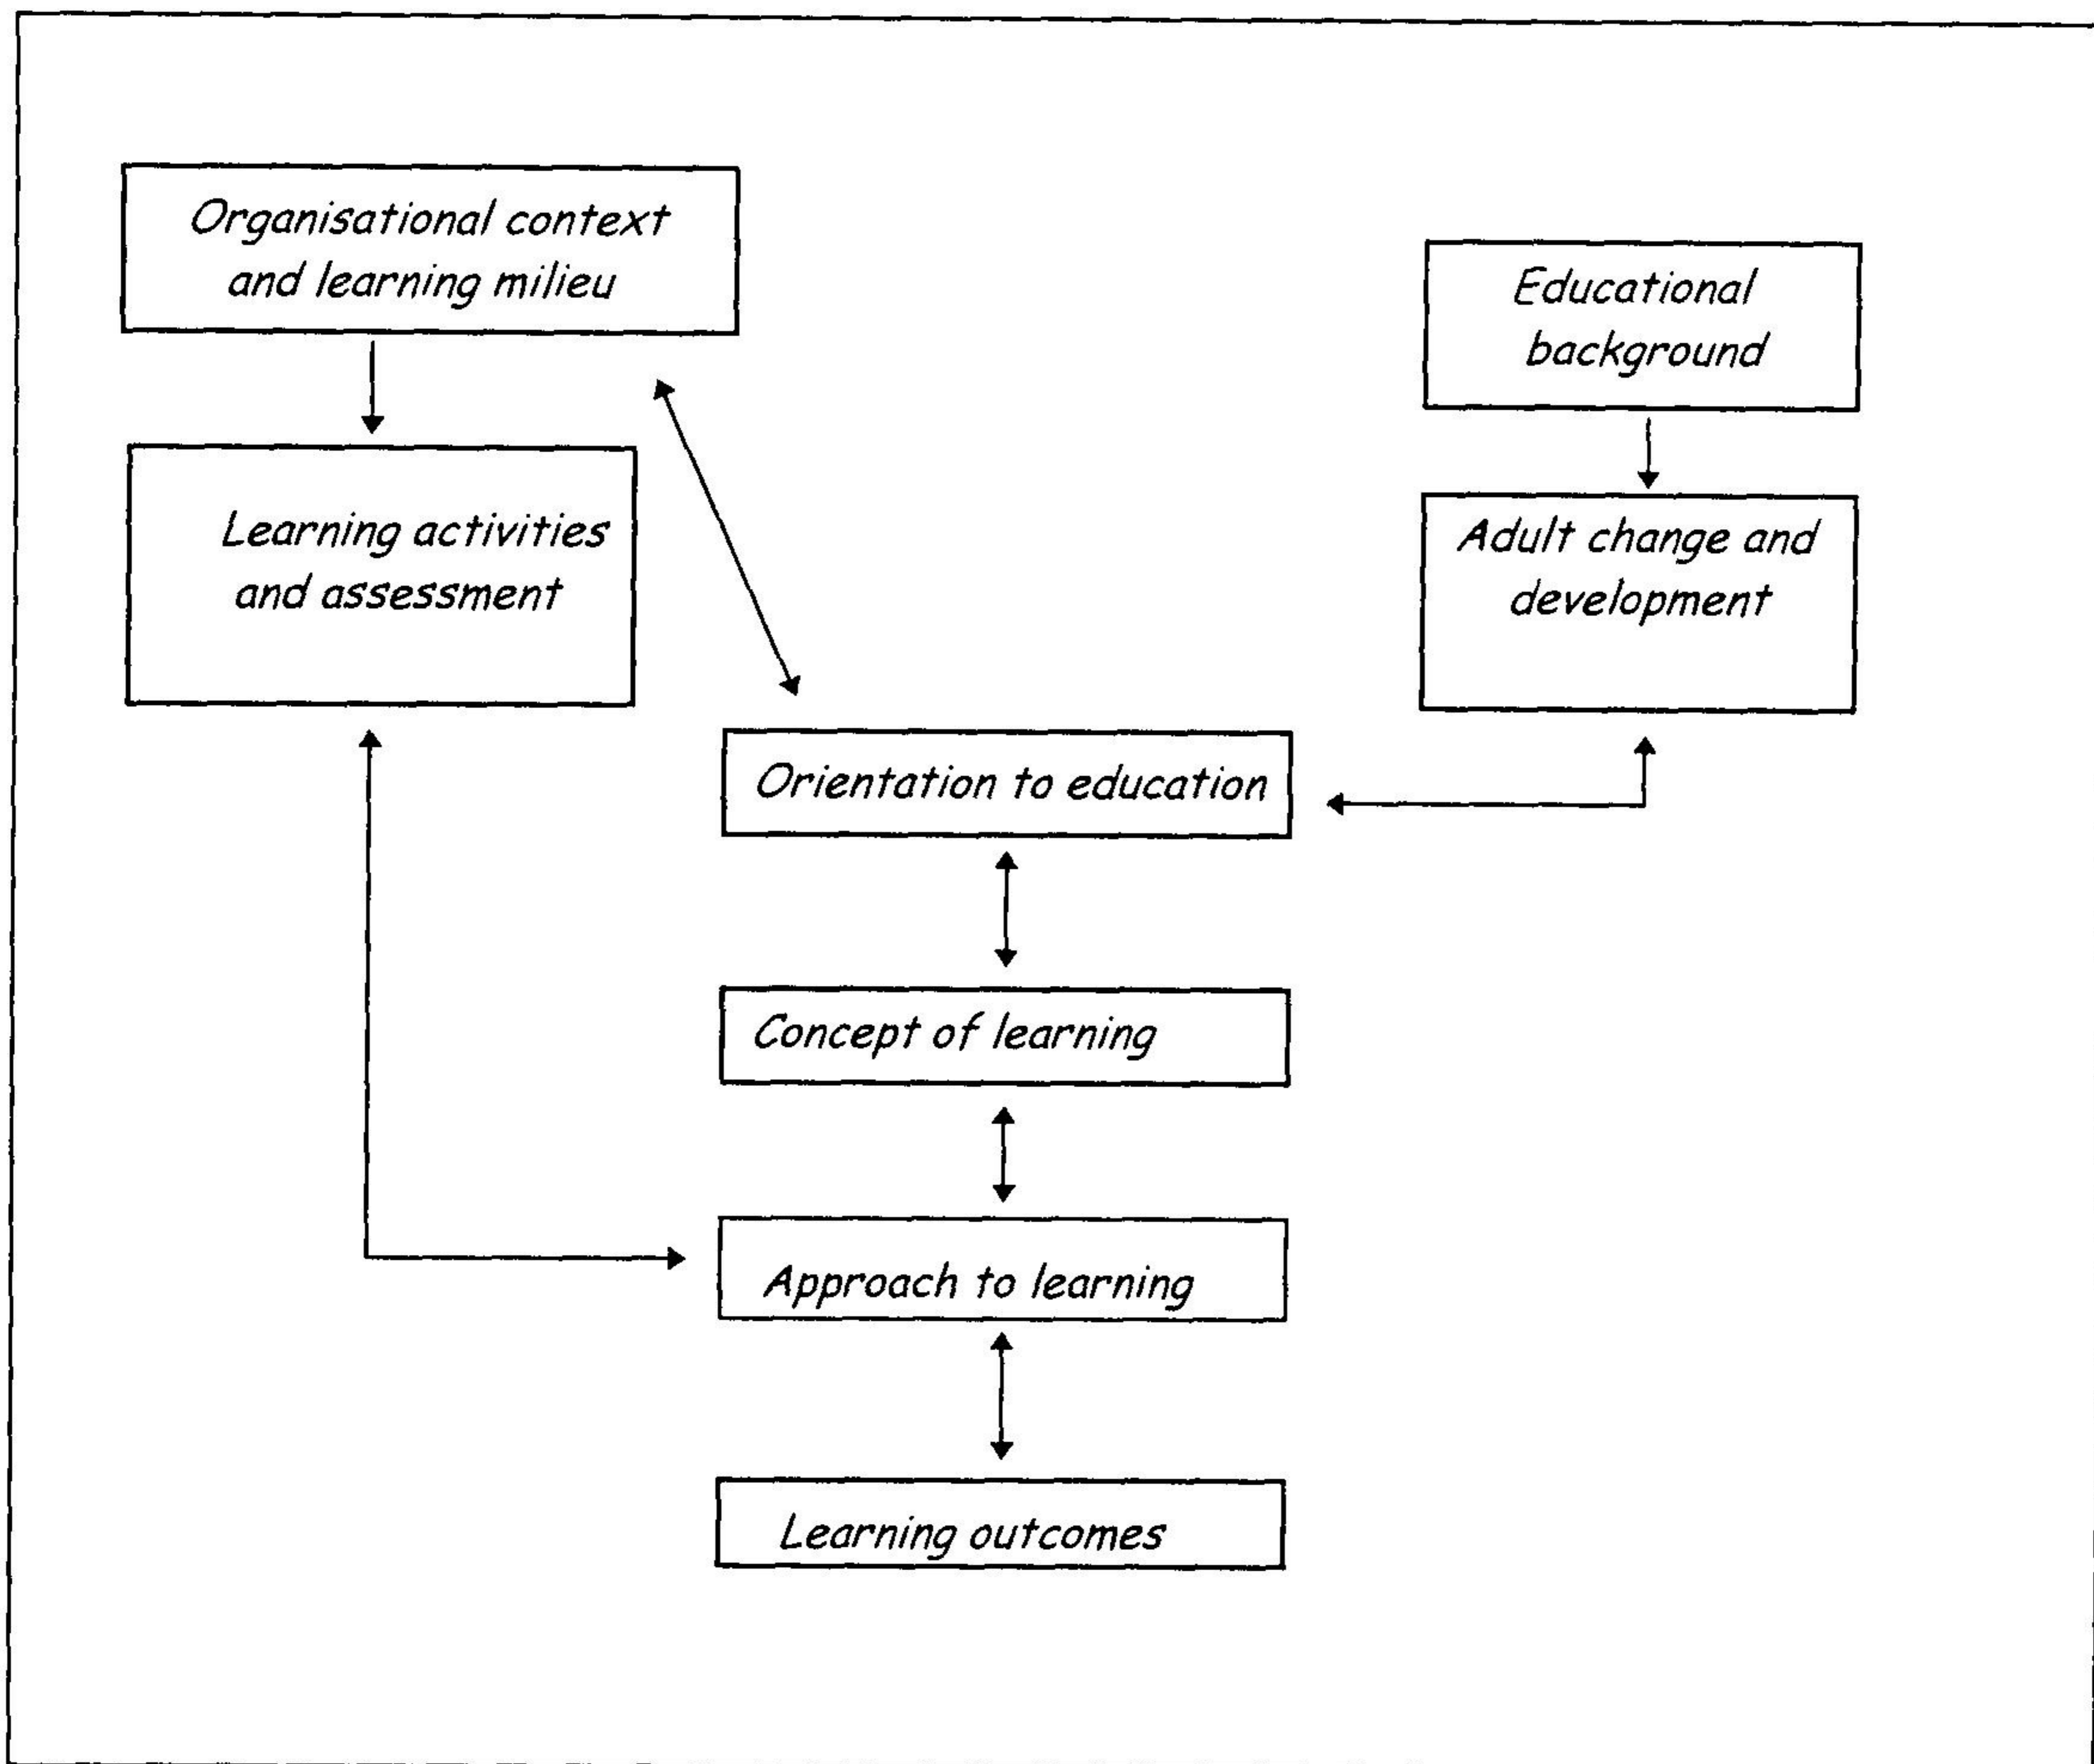 Organisational context
and learning milieu
Educational
background
Learning activities
and assessment
Adult change and
development
Orientation to education
Concept of learning
Approach to learning
Learning outcomes